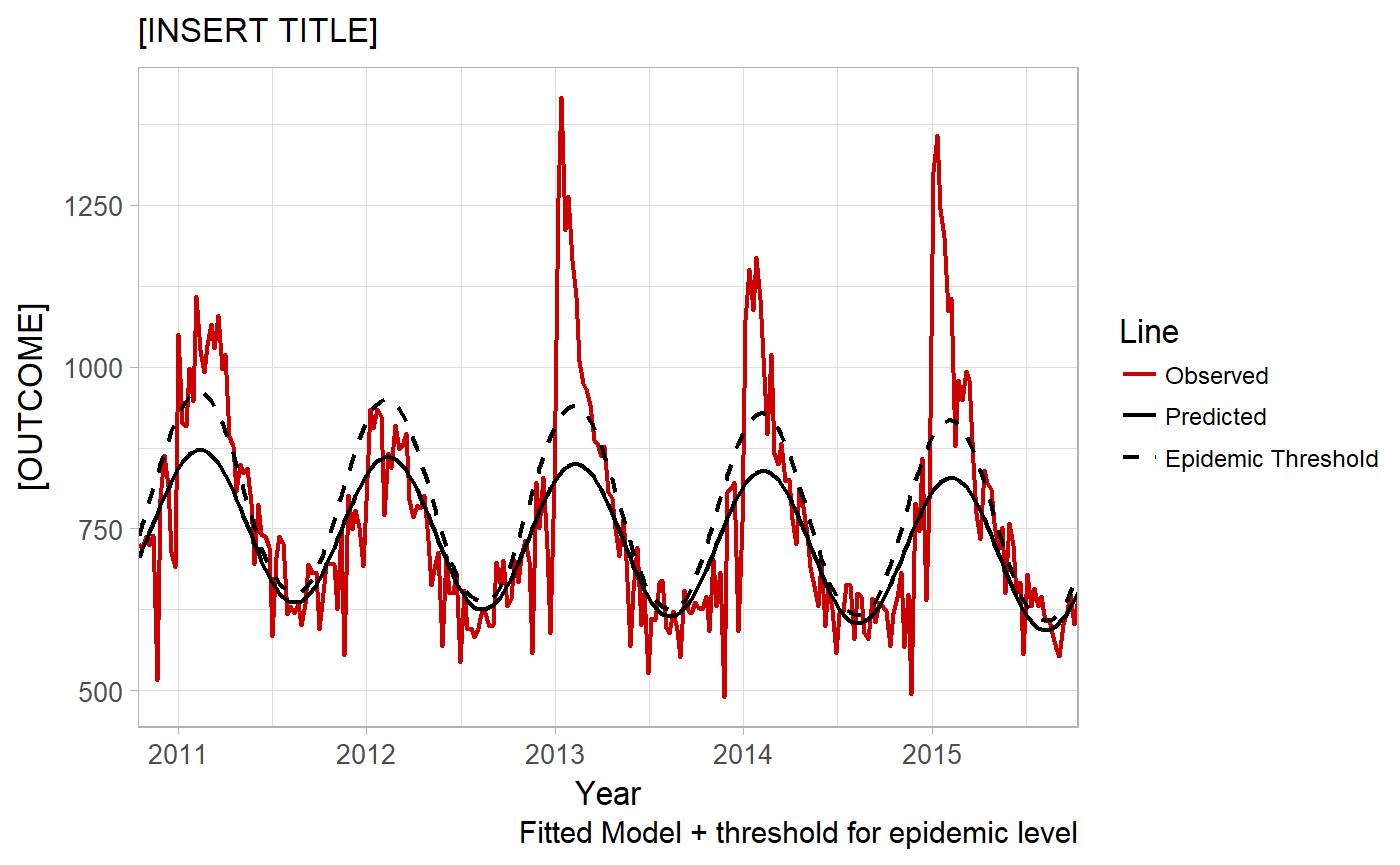 [INSERT TITLE]
[OUTCOME]
1250
1000
750
500
2011 2012 2013 2014 2015
Year
Fitted Model + threshold for epidemic level
Line
Observed
Predicted
Epidemic Threshold